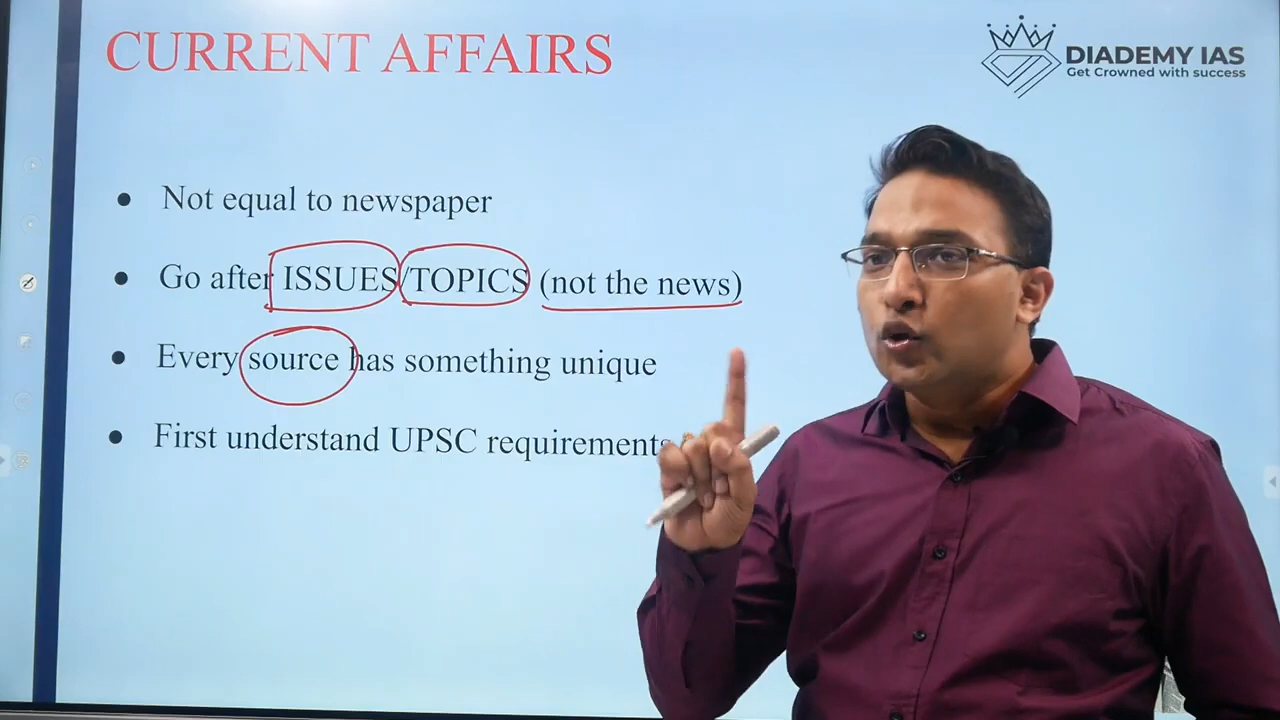 CURRENT AFFAIRS
DIADEMY IAS
Get Crowned with success
Not equal to newspaper
Go after ISSUES/TOPICS (not the news)
Every source has something unique
First understand UPSC requirements